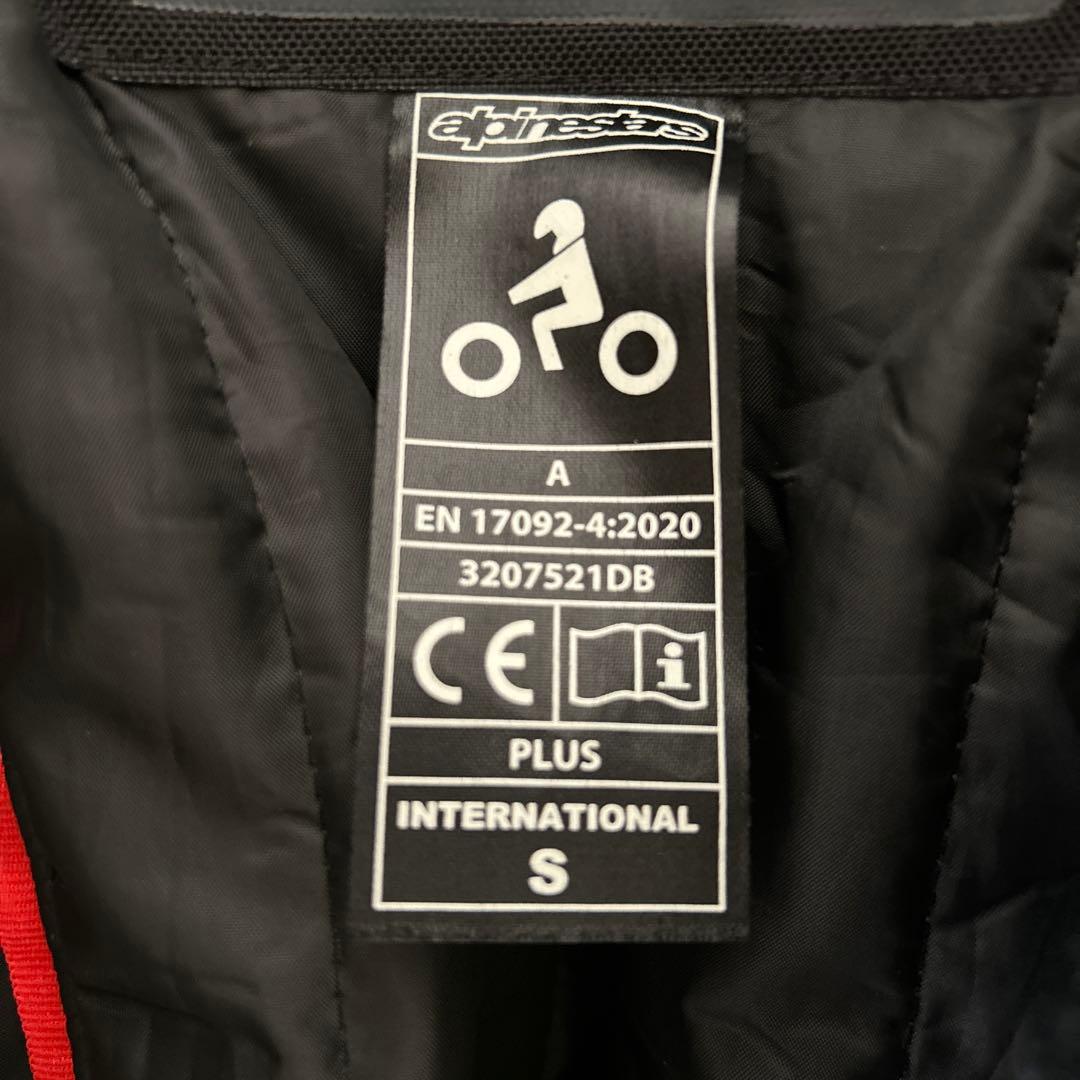 alpinestars
A
EN 17092-4:2020
3207521DB
CE i
PLUS
INTERNATIONAL
S